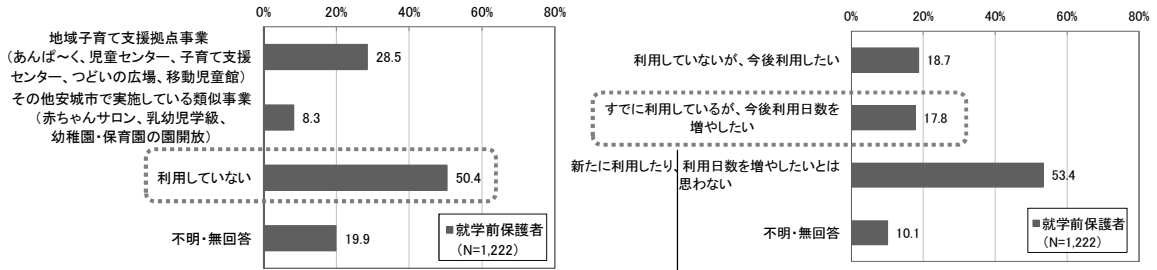 0% 20% 40% 60% 80%
地域子育て支援拠点事業
(あんぱ~く、児童センター、子育て支援
センター、つどいの広場、移動児童館)
28.5
その他安城市で実施している類似事業
(赤ちゃんサロン、乳幼児学級、
幼稚園・保育園の園開放)
8.3
利用していない
50.4
不明・無回答
19.9
就学前保護者
(N=1,222)
0% 20% 40% 60% 80%
利用していないが、今後利用したい
18.7
すでに利用しているが、今後利用日数を
増やしたい
17.8
新たに利用したり、利用日数を増やしたいとは
思わない
53.4
不明・無回答
10.1
就学前保護者
(N=1,222)